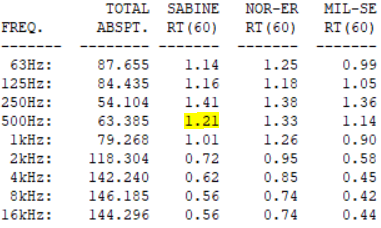 TOTAL SABINE NOR-ER MIL-SE
FREQ. ABSPT. RT(60) RT(60) RT(60)
------- -------- -------- -------- --------
63Hz: 87.655 1.14 1.25 0.99
125Hz: 84.435 1.16 1.18 1.05
250Hz: 54.104 1.41 1.38 1.36
500Hz: 63.385 1.21 1.33 1.14
1kHz: 79.268 1.01 1.26 0.90
2kHz: 118.304 0.72 0.95 0.58
4kHz: 142.240 0.62 0.85 0.45
8kHz: 146.185 0.56 0.74 0.42
16kHz: 144.296 0.56 0.74 0.44